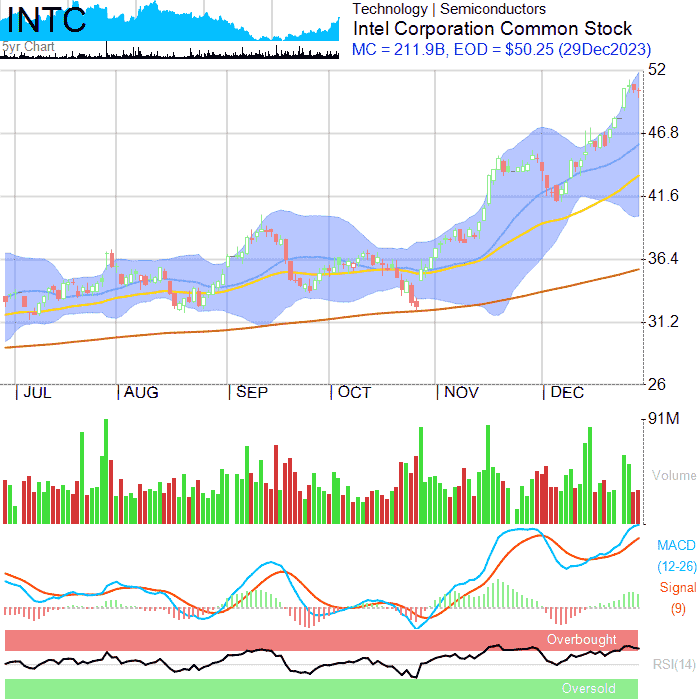 INTC
5yr Chart
Technology | Semiconductors
Intel Corporation Common Stock
MC = 211.9B, EOD = $50.25 (29Dec2023)
52
46.8
41.6
36.4
31.2
26
| JUL | AUG | SEP | OCT | NOV | DEC
91M
Volume
MACD
(12-26)
Signal
(9)
Overbought
RSI(14)
Oversold